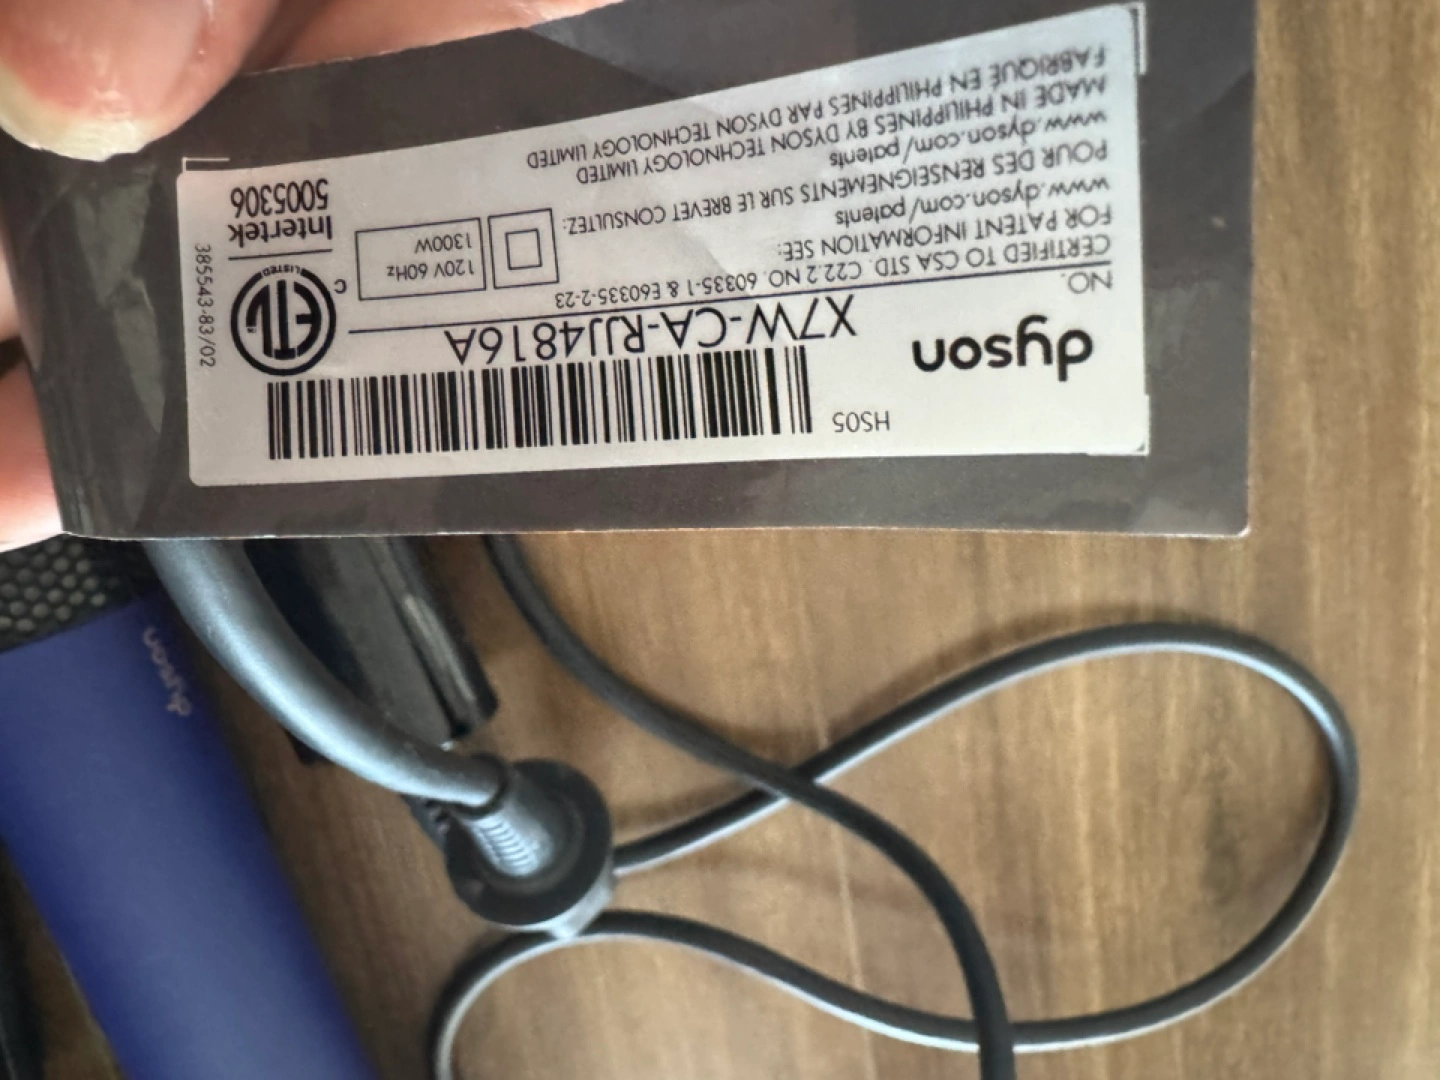 HS05
dyson
X7W-CA-RJJ4816A
NO.
CERTIFIED TO CSA STD. C22.2 NO. 60335-1 & E60335-2-23
FOR PATENT INFORMATION SEE:
www.dyson.com/patents
POUR DES RENSEIGNEMENTS SUR LE BREVET CONSULTEZ:
www.dyson.com/patents
MADE IN PHILIPPINES BY DYSON TECHNOLOGY LIMITED
FABRIQUÉ EN PHILIPPINES PAR DYSON TECHNOLOGY LIMITED
120V 60Hz
1300W
C
ETL
LISTED
Intertek
5005306
385543-83/02
dyson